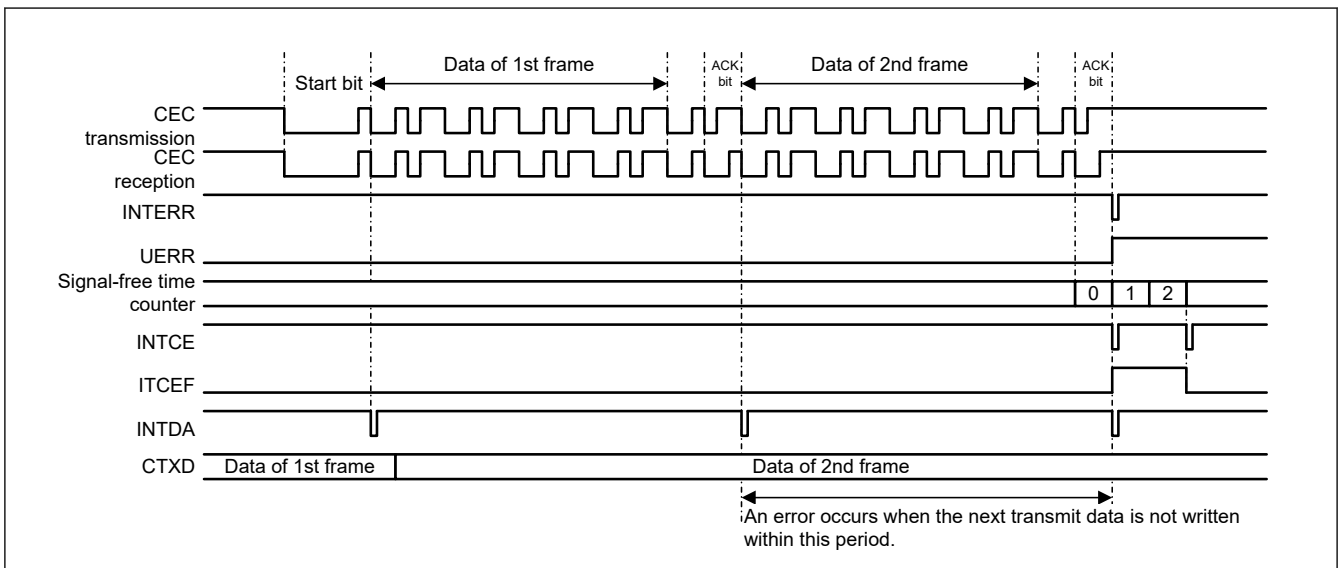 Start bit
Data of 1st frame
ACK
bit
Data of 2nd frame
ACK
bit
CEC
transmission
CEC
reception
INTERR
UERR
Signal-free time
counter
0 1 2
INTCE
ITCEF
INTDA
CTXD Data of 1st frame Data of 2nd frame
An error occurs when the next transmit data is not written
within this period.